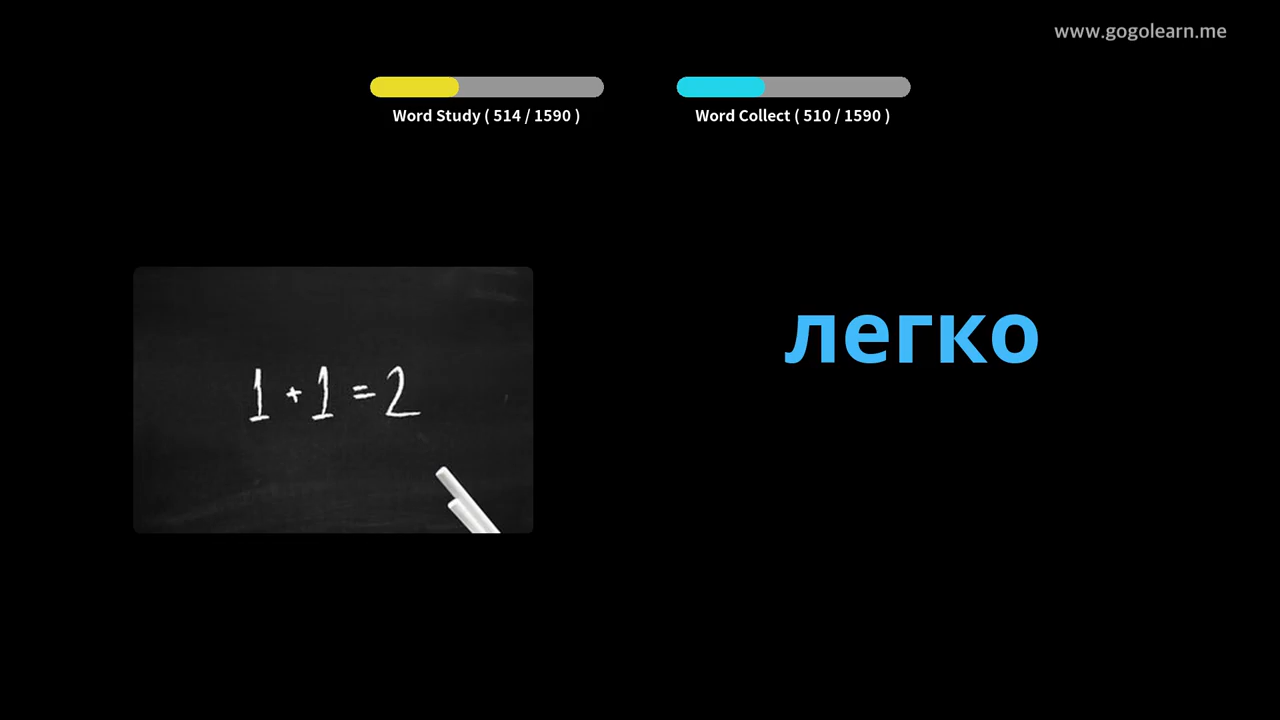 www.gogolearn.me
Word Study ( 514 / 1590 )
Word Collect ( 510 / 1590 )
1 + 1 = 2
легко